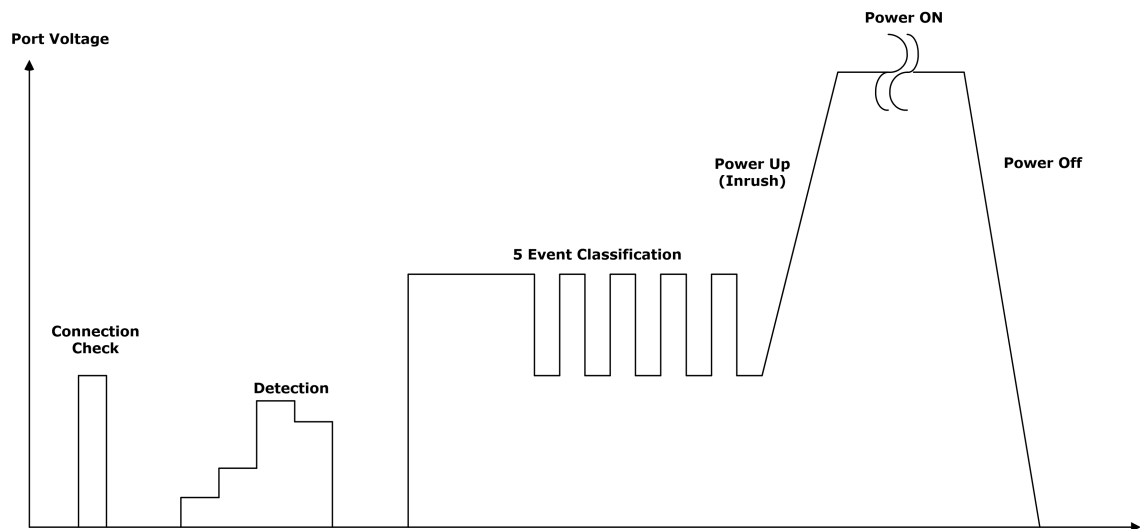 Power ON
Port Voltage
Power Up
(Inrush)
Power Off
5 Event Classification
Connection
Check
Detection